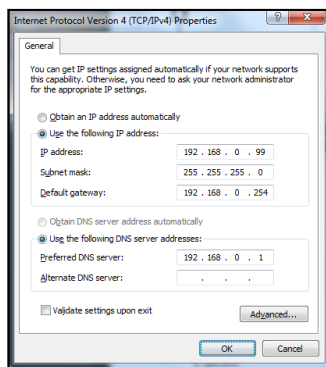 Internet Protocol Version 4 (TCP/IPv4) Properties
General
You can get IP settings assigned automatically if your network supports
this capability. Otherwise, you need to ask your network administrator
for the appropriate IP settings.
Obtain an IP address automatically
Use the following IP address:
IP address: 192 . 168 . 0 . 99
Subnet mask: 255 . 255 . 255 . 0
Default gateway: 192 . 168 . 0 . 254
Obtain DNS server address automatically
Use the following DNS server addresses:
Preferred DNS server: 192 . 168 . 0 . 1
Alternate DNS server: . . .
Validate settings upon exit
Advanced...
OK Cancel